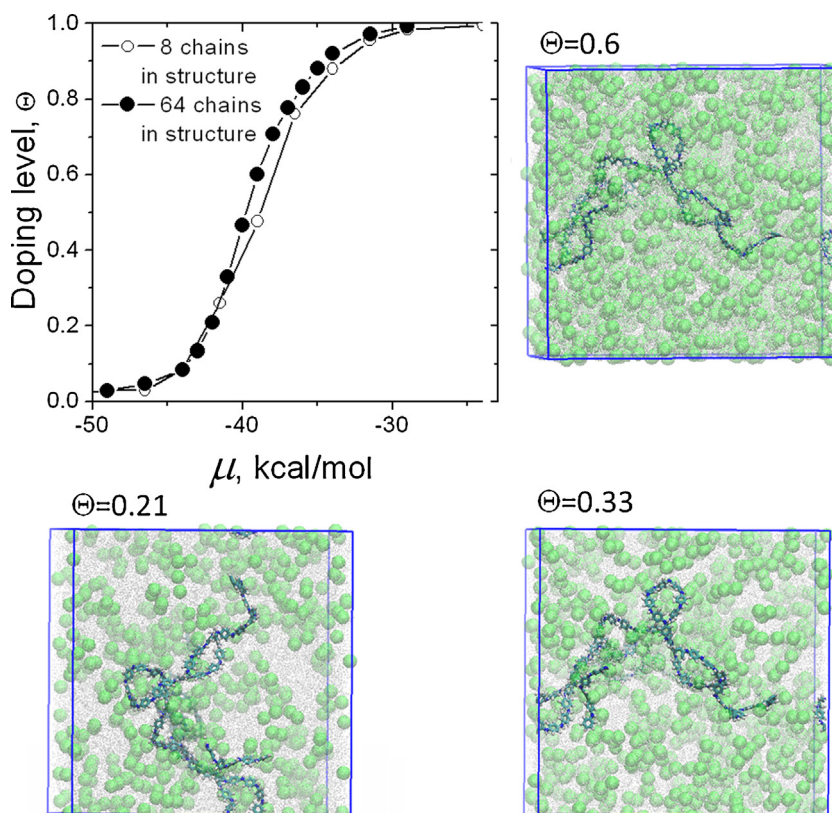 1.0
0.8
0.6
0.4
0.2
0.0
Doping level, Θ
8 chains
in structure
64 chains
in structure
-50
-40
-30
μ, kcal/mol
Θ=0.6
Θ=0.21
Θ=0.33